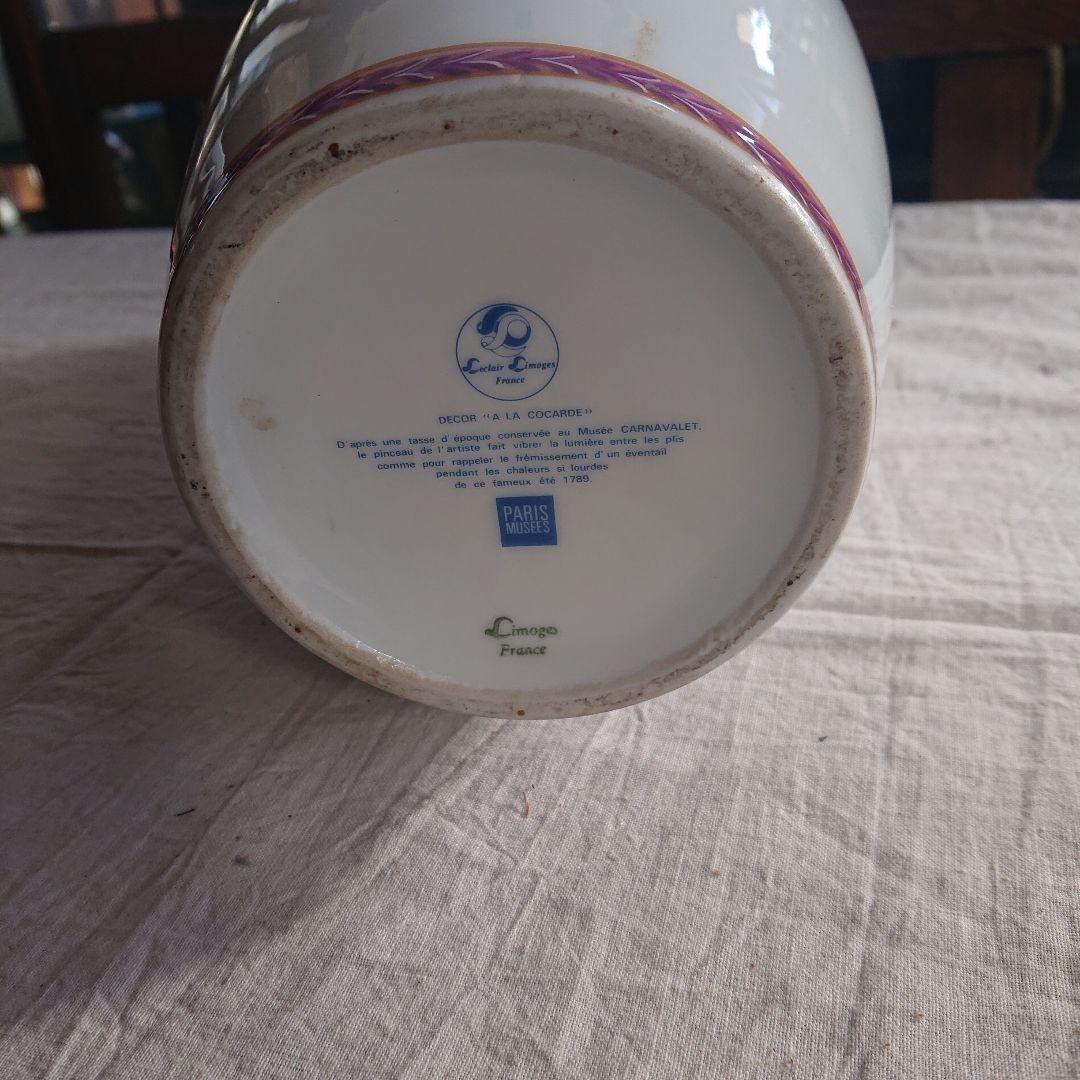 Leclair Limoges
France
DECOR "A LA COCARDE"
D'après une tasse d'époque conservée au Musée CARNAVALET.
le pinceau de l'artiste fait vibrer la lumière entre les plis
comme pour rappeler le frémissement d'un éventail
pendant les chaleurs si lourdes
de ce fameux été 1789.
PARIS
MUSEES
Limoges
France